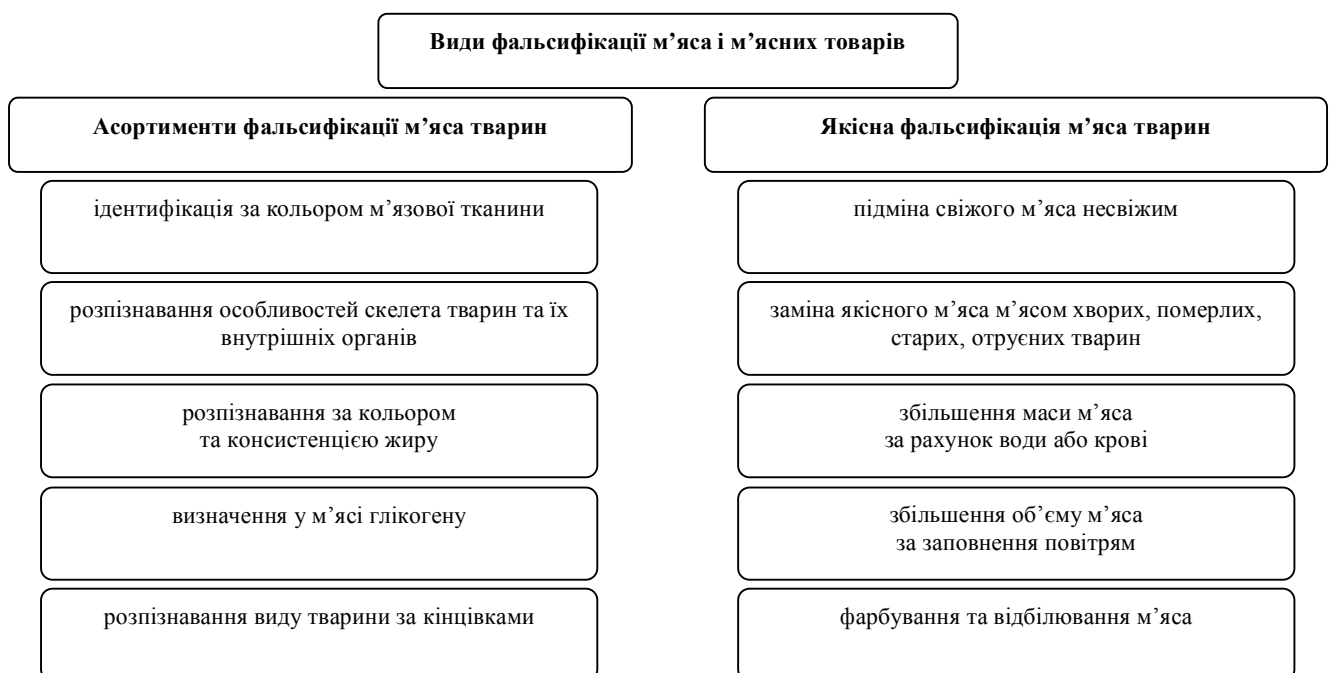 Види фальсифікації м’яса і м’ясних товарів
Асортименти фальсифікації м’яса тварин
ідентифікація за кольором м’язової тканини
розпізнавання особливостей скелета тварин та їх
внутрішніх органів
розпізнавання за кольором
та консистенцією жиру
визначення у м’ясі глікогену
розпізнавання виду тварини за кінцівками
Якісна фальсифікація м’яса тварин
підміна свіжого м’яса несвіжим
заміна якісного м’яса м’ясом хворих, померлих,
старих, отруєних тварин
збільшення маси м’яса
за рахунок води або крові
збільшення об’єму м’яса
за заповнення повітрям
фарбування та відбілювання м’яса